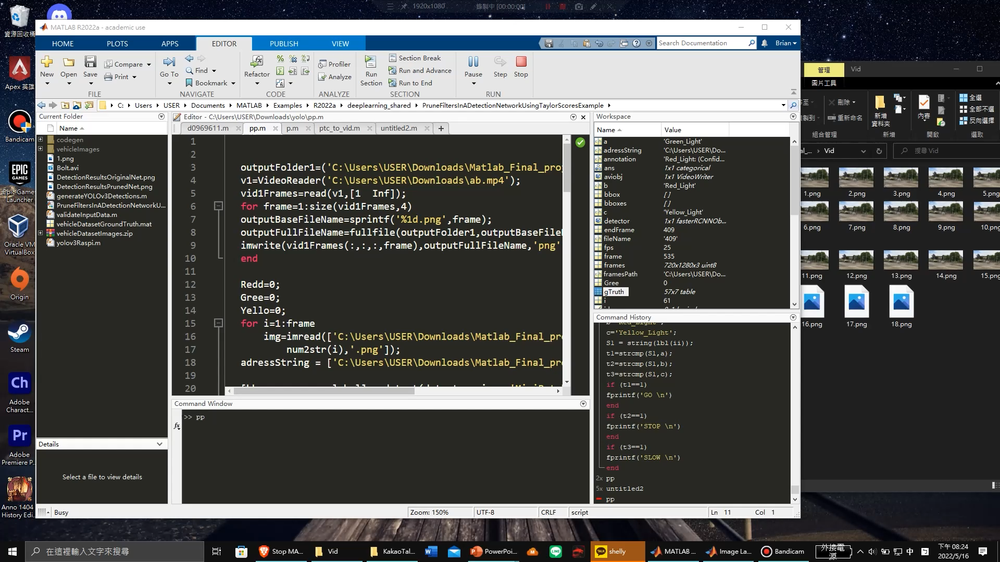 1920x1080
錄製中 [00:00:00]
資源回收桶
Apex 英雄
Bandicam
Epic Games
Launcher
Oracle VM
VirtualBox
Origin
Steam
Adobe
Charact...
Adobe
Premiere P...
Anno 1404
History Edi...
MATLAB R2022a - academic use
HOME
PLOTS
APPS
EDITOR
PUBLISH
VIEW
Search Documentation
Brian
New
Open
Save
Compare
Print
FILE
Go To
Find
Bookmark
NAVIGATE
Refactor
CODE
Profiler
Analyze
ANALYZE
Run
Section
Section Break
Run and Advance
Run to End
SECTION
Pause
Step
Stop
RUN
C: Users USER Documents MATLAB Examples R2022a deeplearning_shared PruneFiltersInADetectionNetworkUsingTaylorScoresExample
Current Folder
Name
codegen
vehicleImages
1.png
Bolt.avi
DetectionResultsOriginalNet.png
DetectionResultsPrunedNet.png
generateYOLOv3Detections.m
PruneFiltersInADetectionNetworkU...
validateInputData.m
vehicleDatasetGroundTruth.mat
vehicleDatasetImages.zip
yolov3Raspi.m
Details
Select a file to view details
Editor - C:\Users\USER\Downloads\yolo\pp.m
d0969611.m
pp.m
p.m
ptc_to_vid.m
untitled2.m
1
2
3 outputFolder1=('C:\Users\USER\Downloads\Matlab_Final_pro
4 v1=VideoReader('C:\Users\USER\Downloads\ab.mp4');
5 vid1Frames=read(v1,[1 Inf]);
6 for frame=1:size(vid1Frames,4)
7 outputBaseFileName=sprintf('%1d.png',frame);
8 outputFullFileName=fullfile(outputFolder1,outputBaseFile
9 imwrite(vid1Frames(:,:,:,frame),outputFullFileName,'png'
10 end
11
12 Redd=0;
13 Gree=0;
14 Yello=0;
15 for i=1:frame
16 img=imread(['C:\Users\USER\Downloads\Matlab_Final_pro
17 num2str(i),'.png']);
18 adressString = ['C:\Users\USER\Downloads\Matlab_Final_pro
19
20
Command Window
>> pp
Workspace
Name Value
a 'Green_Light'
adressString 'C:\Users\USER\Do...
annotation 'Red_Light: (Confid...
ans 1x1 categorical
aviobj 1x1 VideoWriter
b 'Red_Light'
bbox []
bboxes []
c 'Yellow_Light'
detector 1x1 fasterRCNNOb...
endFrame 409
fileName '409'
fps 25
frame 535
frames 720x1280x3 uint8
framesPath 'C:\Users\USER\Do...
Gree 0
gTruth 57x7 table
i 61
Command History
c='Yellow_Light';
S1 = string(lbl(ii));
t1=strcmp(S1,a);
t2=strcmp(S1,b);
t3=strcmp(S1,c);
if (t1==1)
fprintf('GO \n')
end
if (t2==1)
fprintf('STOP \n')
end
if (t3==1)
fprintf('SLOW \n')
end
2x pp
5x untitled2
pp
Busy
Zoom: 150%
UTF-8
CRLF
script
Ln 11
Col 1
管理
Vid
圖片工具
刪除
重新命名
組合管理
新增
資料夾
新增
內容
開啟
全選
全部不選
反向選擇
選取
Vid
搜尋 Vid
1.png
2.png
3.png
4.png
5.png
6.png
7.png
8.png
9.png
10.png
11.png
12.png
13.png
14.png
15.png
16.png
17.png
18.png
在這裡輸入文字來搜尋
Stop MA...
Vid
KakaoTal...
PowerPoi...
shelly
MATLAB ...
Image La...
Bandicam
外接電源
中
下午 08:24
2022/5/16